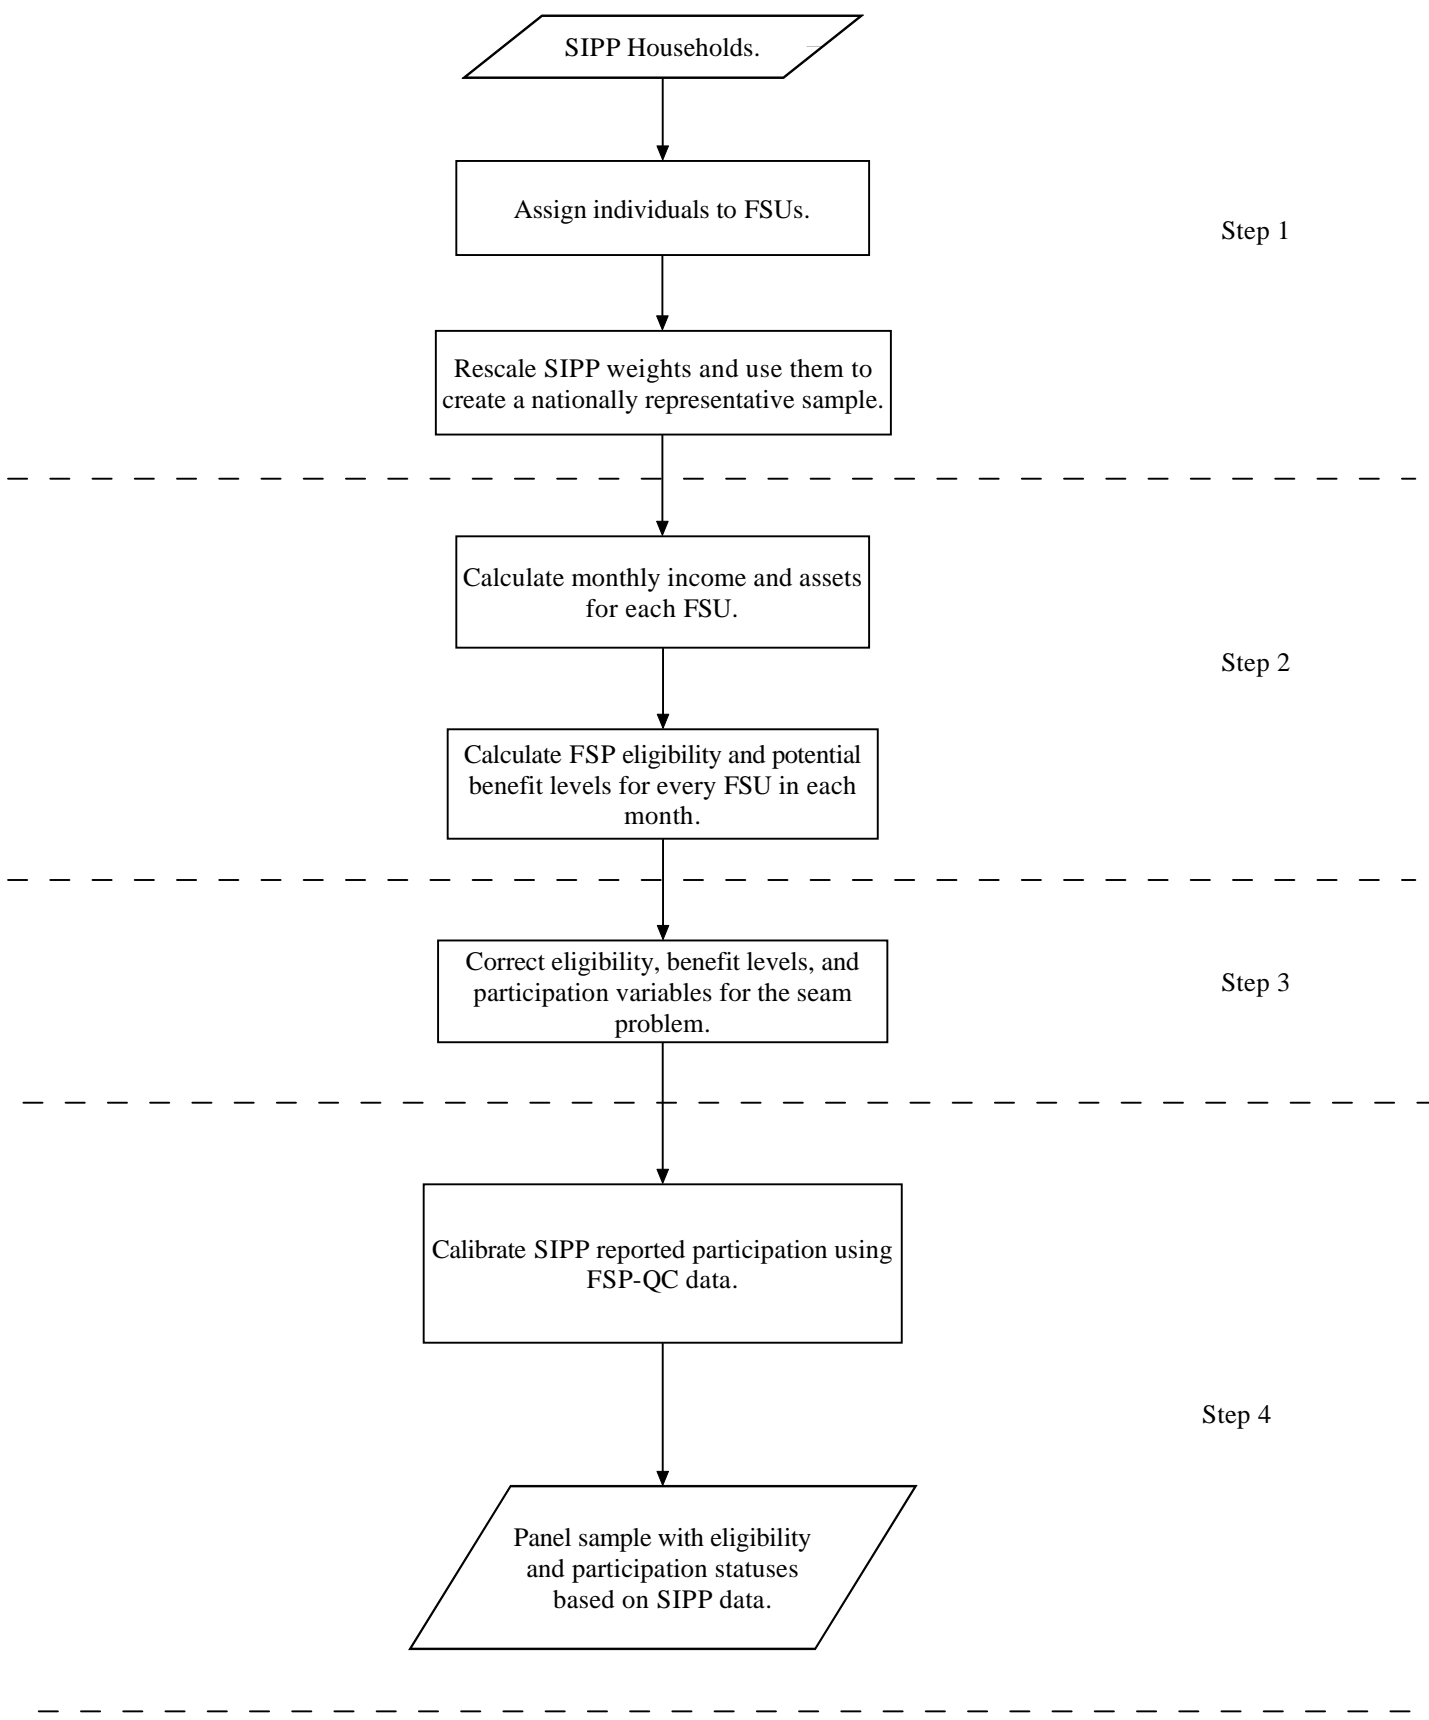 SIPP Households.
Assign individuals to FSUs.
Step 1
Rescale SIPP weights and use them to
create a nationally representative sample.
Calculate monthly income and assets
for each FSU.
Step 2
Calculate FSP eligibility and potential
benefit levels for every FSU in each
month.
Correct eligibility, benefit levels, and
participation variables for the seam
problem.
Step 3
Calibrate SIPP reported participation using
FSP-QC data.
Step 4
Panel sample with eligibility
and participation statuses
based on SIPP data.